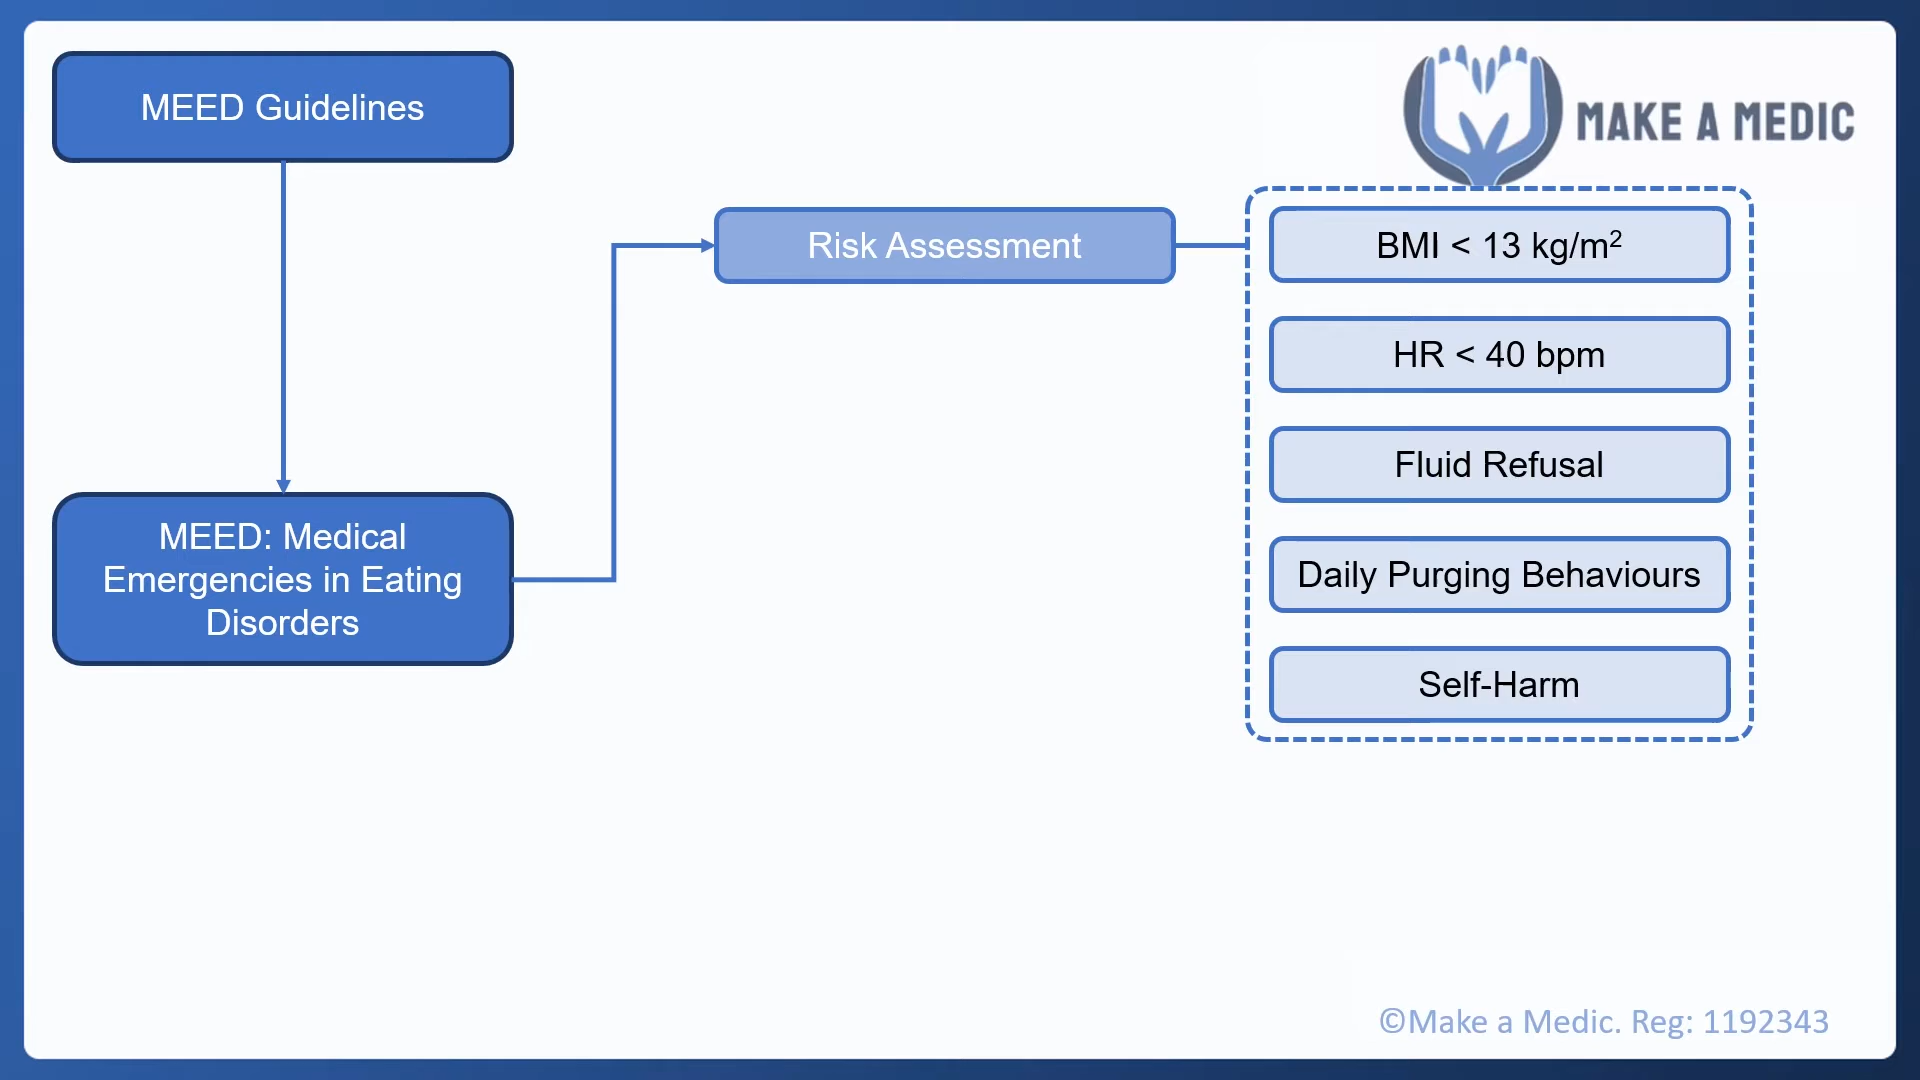 MEED Guidelines
MAKE A MEDIC
Risk Assessment
BMI < 13 kg/m²
HR < 40 bpm
Fluid Refusal
MEED: Medical
Emergencies in Eating
Disorders
Daily Purging Behaviours
Self-Harm
©Make a Medic. Reg: 1192343